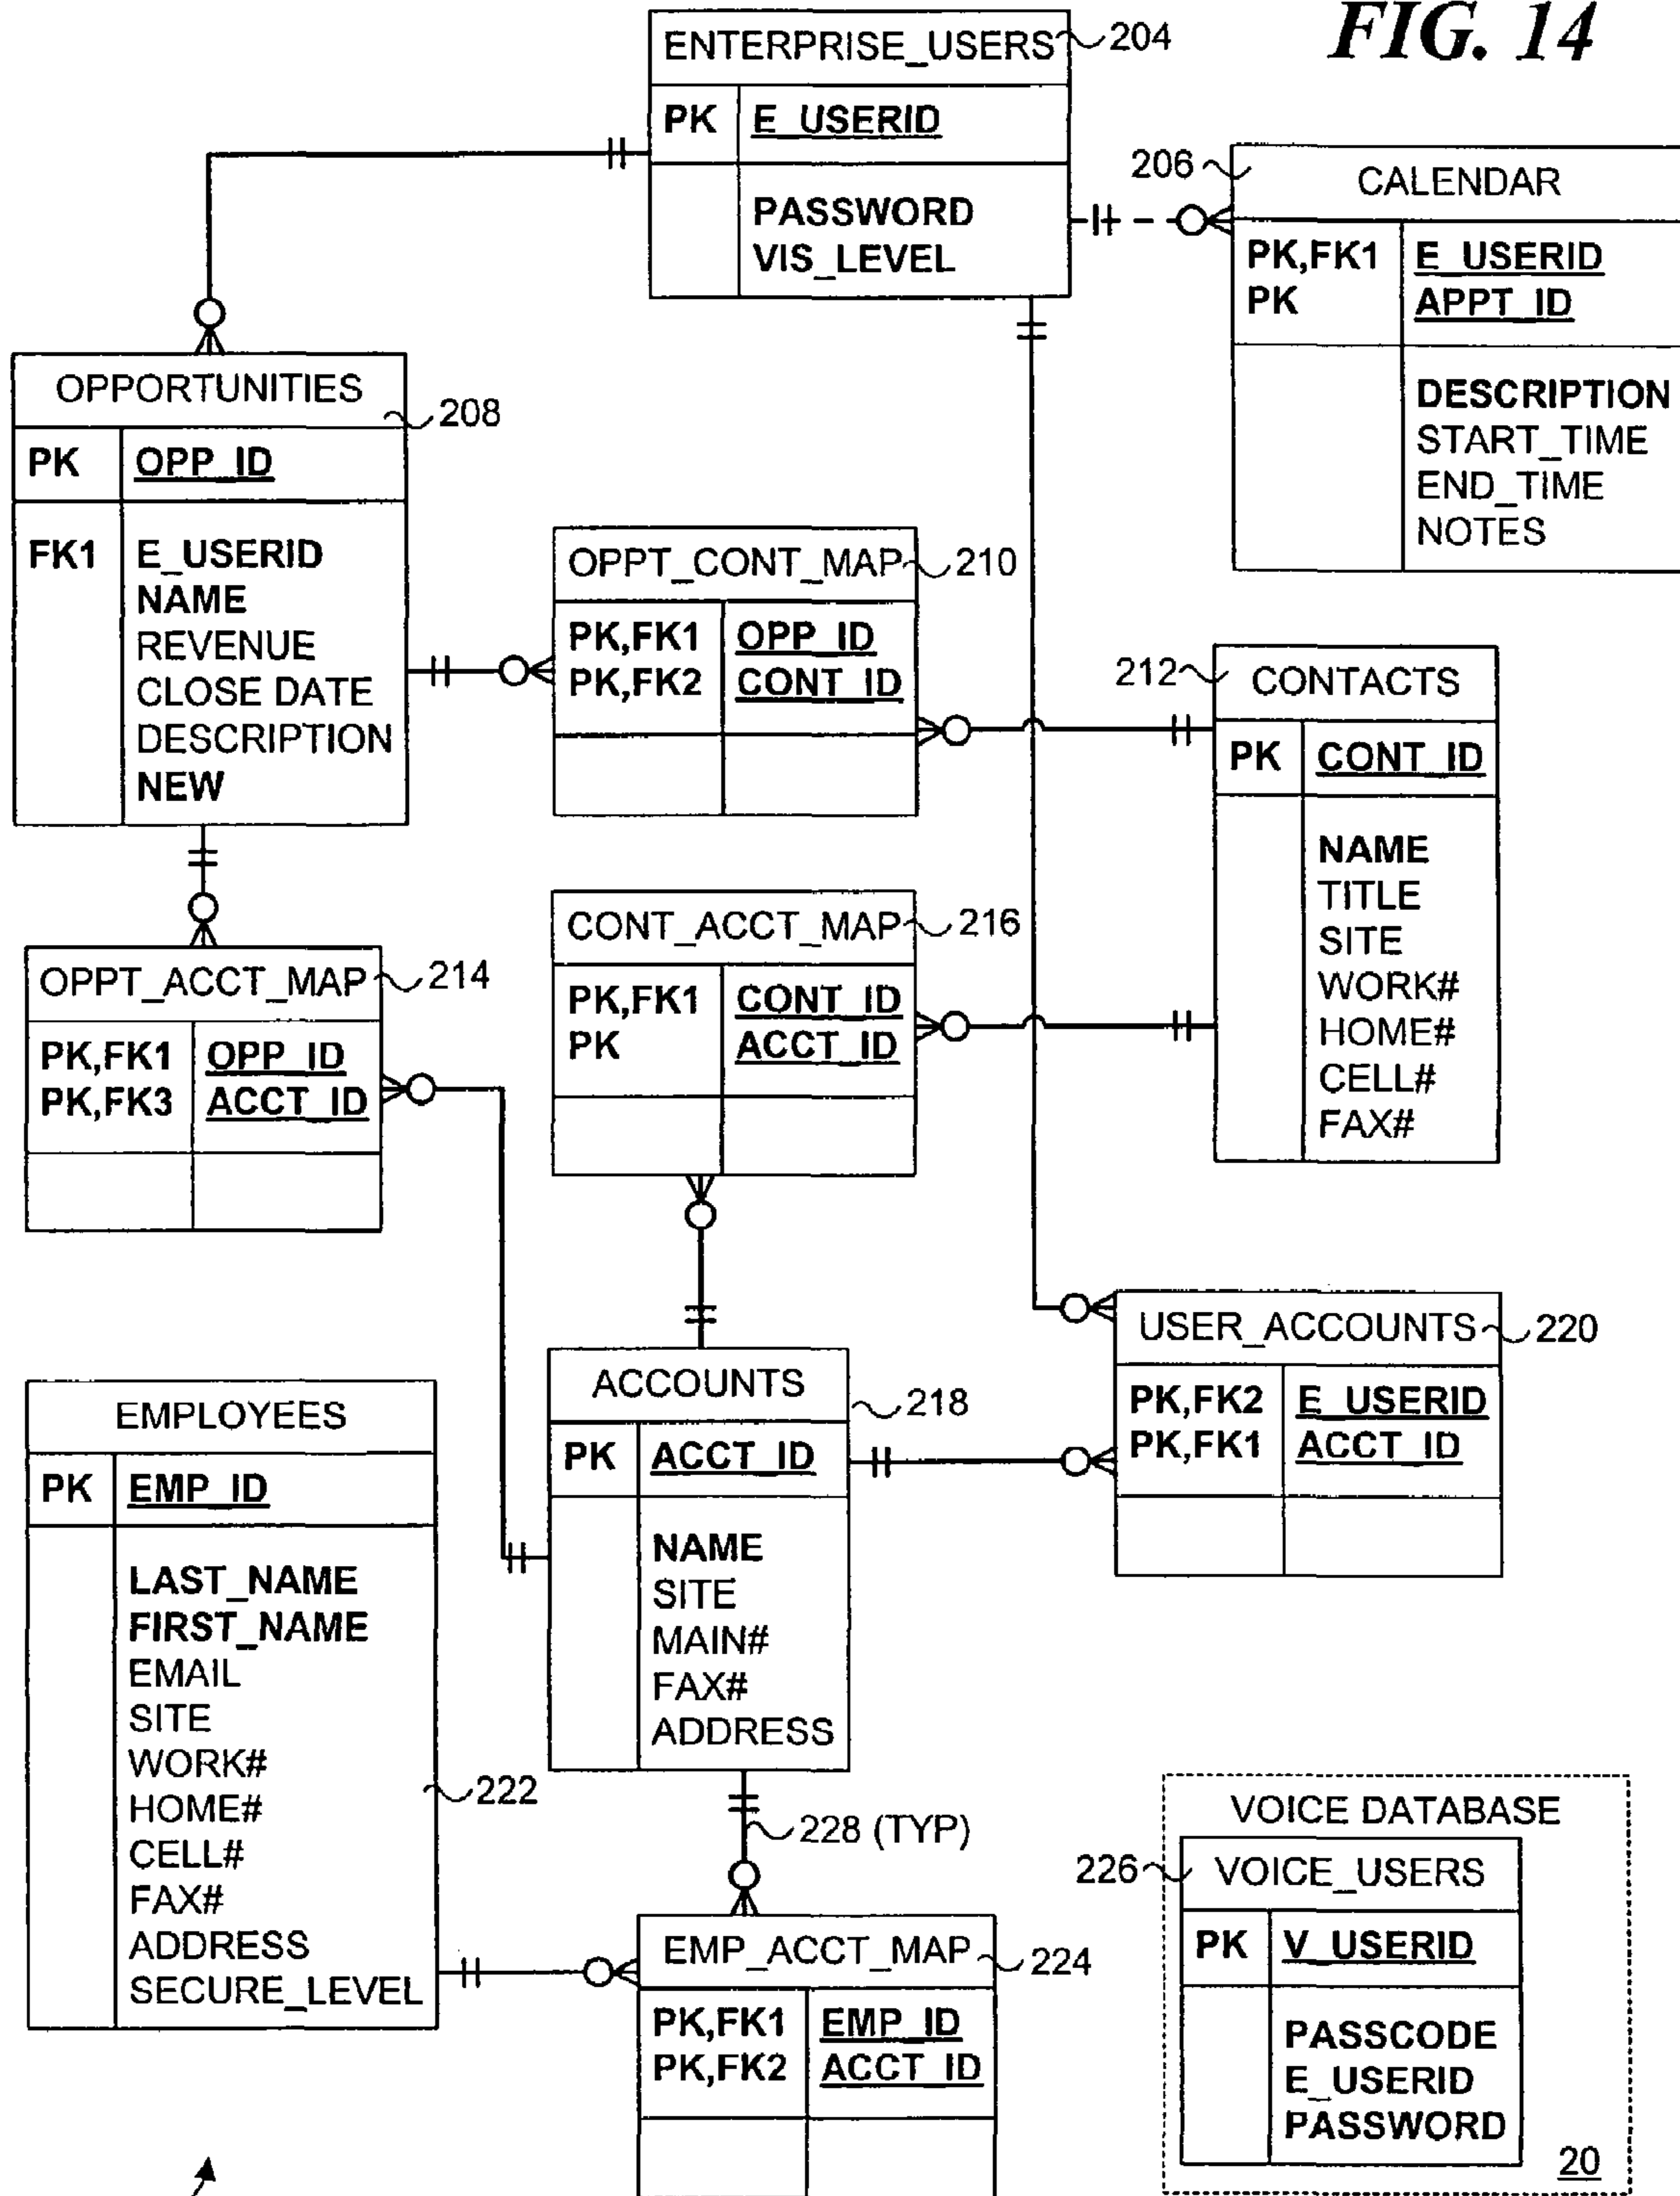 FIG. 14
ENTERPRISE_USERS
204
PK E_USERID
PASSWORD
VIS_LEVEL
206
CALENDAR
PK,FK1 E_USERID
PK APPT_ID
DESCRIPTION
START_TIME
END_TIME
NOTES
OPPORTUNITIES
208
PK OPP_ID
FK1 E_USERID
NAME
REVENUE
CLOSE DATE
DESCRIPTION
NEW
OPPT_CONT_MAP
210
PK,FK1 OPP_ID
PK,FK2 CONT_ID
212
CONTACTS
PK CONT_ID
NAME
TITLE
SITE
WORK#
HOME#
CELL#
FAX#
OPPT_ACCT_MAP
214
PK,FK1 OPP_ID
PK,FK3 ACCT_ID
CONT_ACCT_MAP
216
PK,FK1 CONT_ID
PK ACCT_ID
USER_ACCOUNTS
220
PK,FK2 E_USERID
PK,FK1 ACCT_ID
ACCOUNTS
218
PK ACCT_ID
NAME
SITE
MAIN#
FAX#
ADDRESS
EMPLOYEES
PK EMP_ID
LAST_NAME
FIRST_NAME
EMAIL
SITE
WORK#
HOME#
CELL#
FAX#
ADDRESS
SECURE_LEVEL
222
228 (TYP)
EMP_ACCT_MAP
224
PK,FK1 EMP_ID
PK,FK2 ACCT_ID
VOICE DATABASE
226
VOICE_USERS
PK V_USERID
PASSCODE
E_USERID
PASSWORD
20